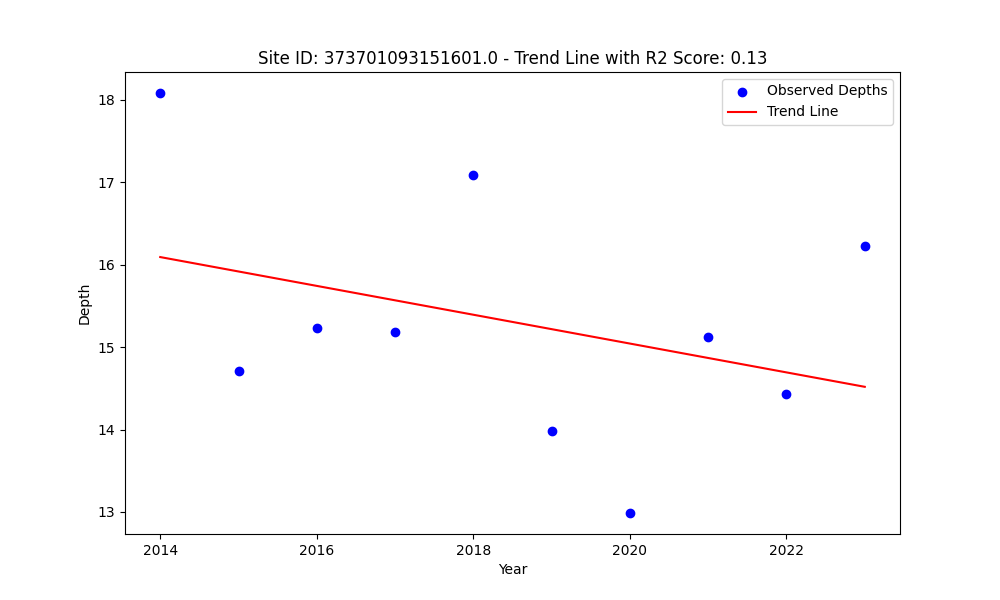 Site ID: 373701093151601.0 - Trend Line with R2 Score: 0.13
Observed Depths
Trend Line
18
17
16
15
14
13
Depth
2014
2016
2018
2020
2022
Year